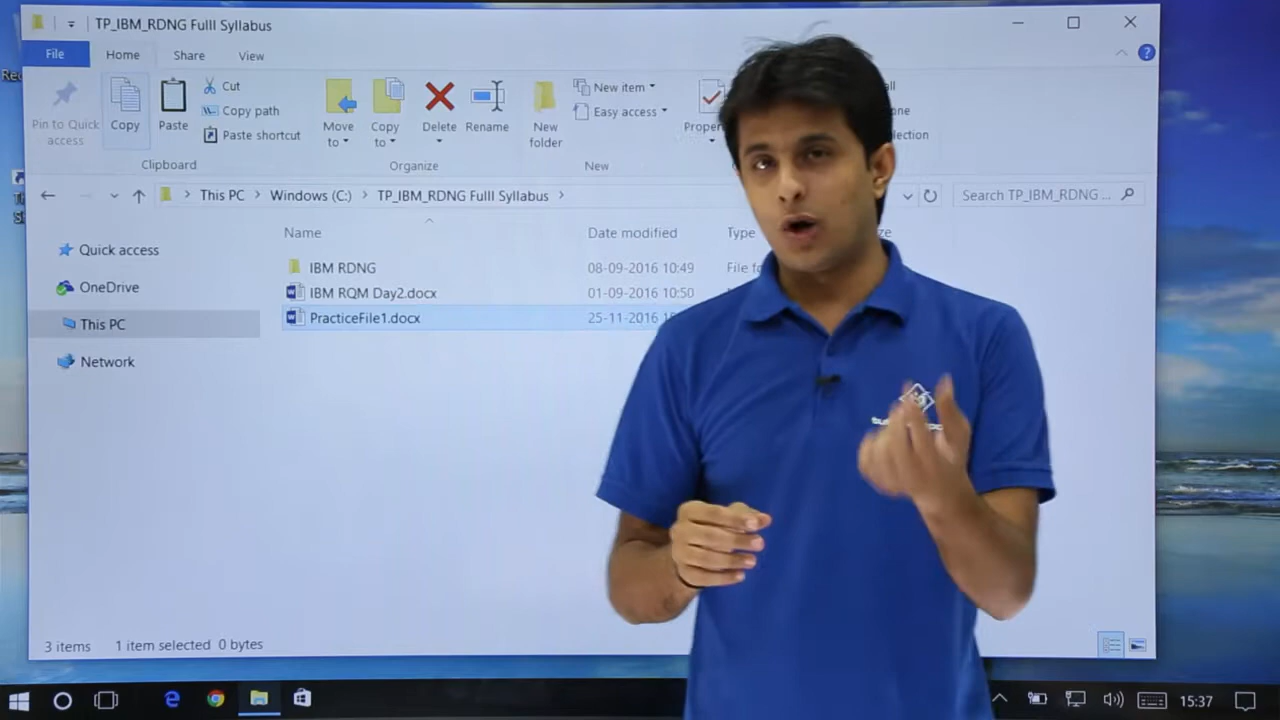 TP_IBM_RDNG Fulll Syllabus
File Home Share View
Pin to Quick access
Copy
Paste
Cut
Copy path
Paste shortcut
Clipboard
Move to
Copy to
Delete
Rename
Organize
New folder
New item
Easy access
New
This PC Windows (C:) TP_IBM_RDNG Fulll Syllabus
Search TP_IBM_RDNG ...
Name Date modified Type
Quick access
OneDrive
This PC
Network
IBM RDNG 08-09-2016 10:49
IBM RQM Day2.docx 01-09-2016 10:50
PracticeFile1.docx 25-11-2016
3 items 1 item selected 0 bytes
15:37